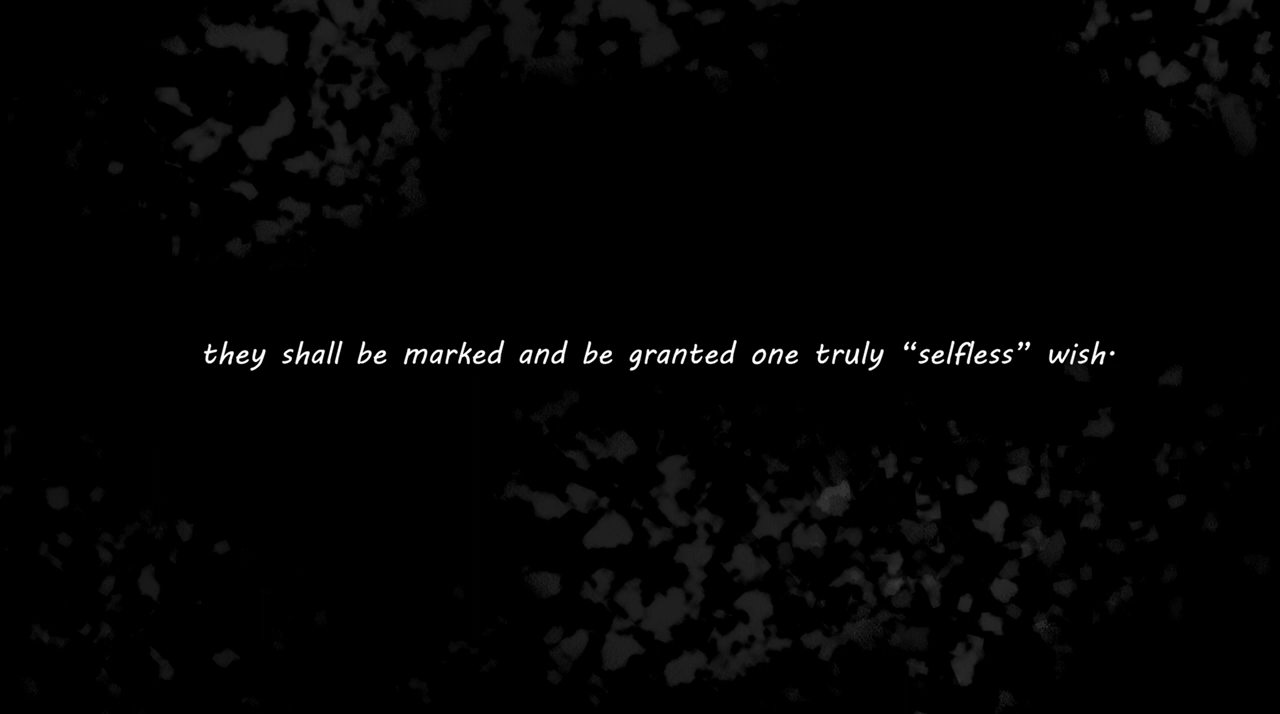 they shall be marked and be granted one truly “selfless” wish.